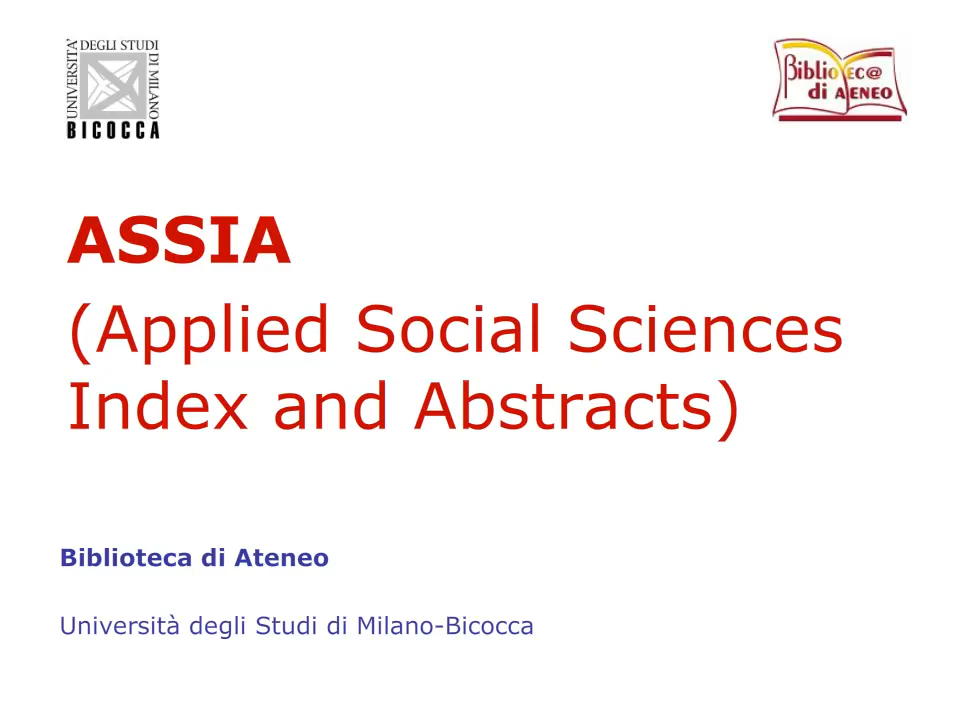 UNIVERSITA' DEGLI STUDI DI MILANO
BICOCCA
Bibliotec@
di ATENEO
ASSIA
(Applied Social Sciences
Index and Abstracts)
Biblioteca di Ateneo
Università degli Studi di Milano-Bicocca